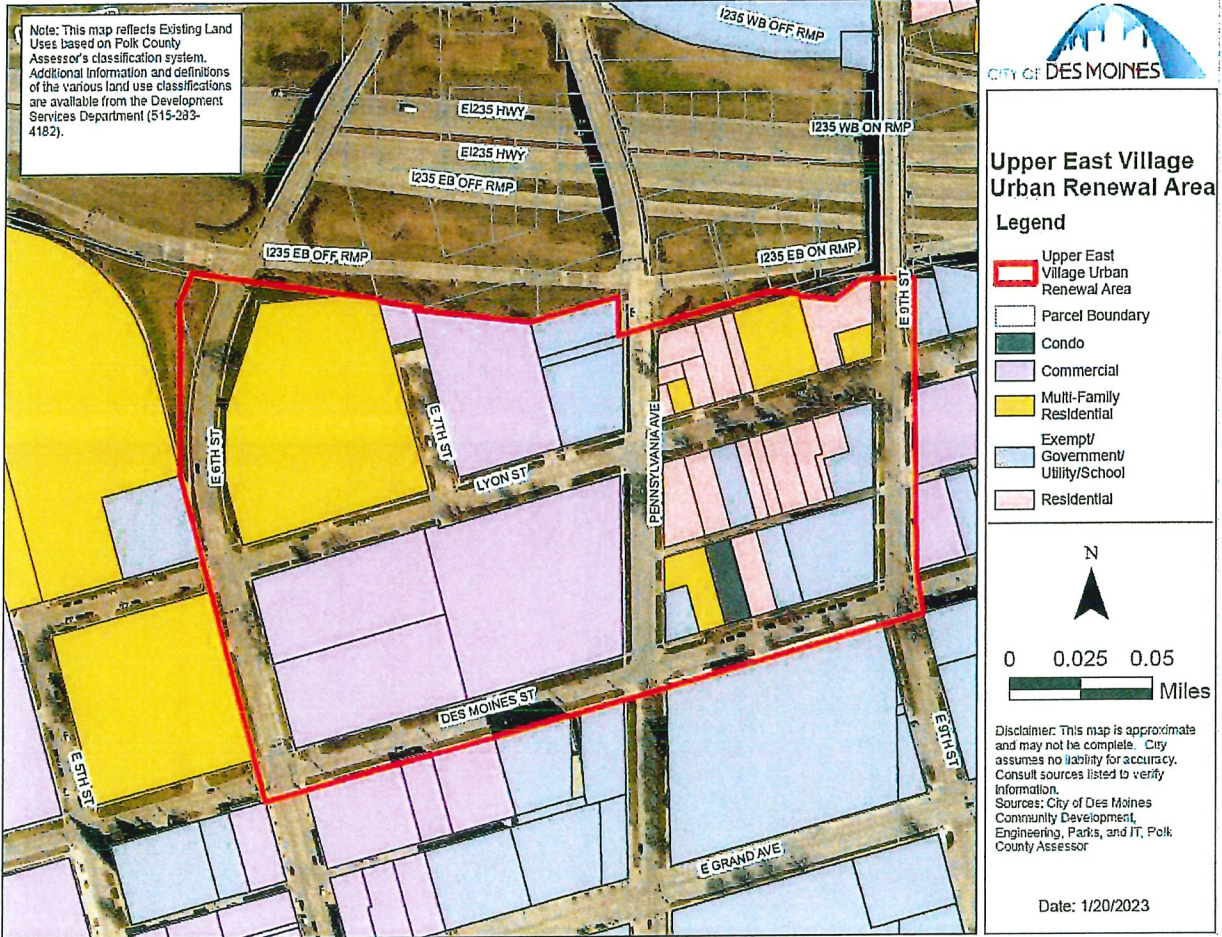 Note: This map reflects Existing Land
Uses based on Polk County
Assessor's classification system.
Additional Information and definitions
of the various land use classifications
are available from the Development
Services Department (515-283-
4182).
I235 WB OFF RMP
EI235 HWY
I235 WB ON RMP
EI235 HWY
I235 EB OFF RMP
I235 EB OFF RMP
I235 EB ON RMP
E 9TH ST
E 6TH ST
E 7TH ST
PENNSYLVANIA AVE
LYON ST
DES MOINES ST
E 5TH ST
E 9TH ST
E GRAND AVE
CITY OF DES MOINES
Upper East Village
Urban Renewal Area
Legend
Upper East
Village Urban
Renewal Area
Parcel Boundary
Condo
Commercial
Multi-Family
Residential
Exempt/
Government/
Utility/School
Residential
N
0 0.025 0.05
Miles
Disclaimer: This map is approximate
and may not be complete. City
assumes no liability for accuracy.
Consult sources listed to verify
information.
Sources: City of Des Moines
Community Development,
Engineering, Parks, and IT, Polk
County Assessor
Date: 1/20/2023